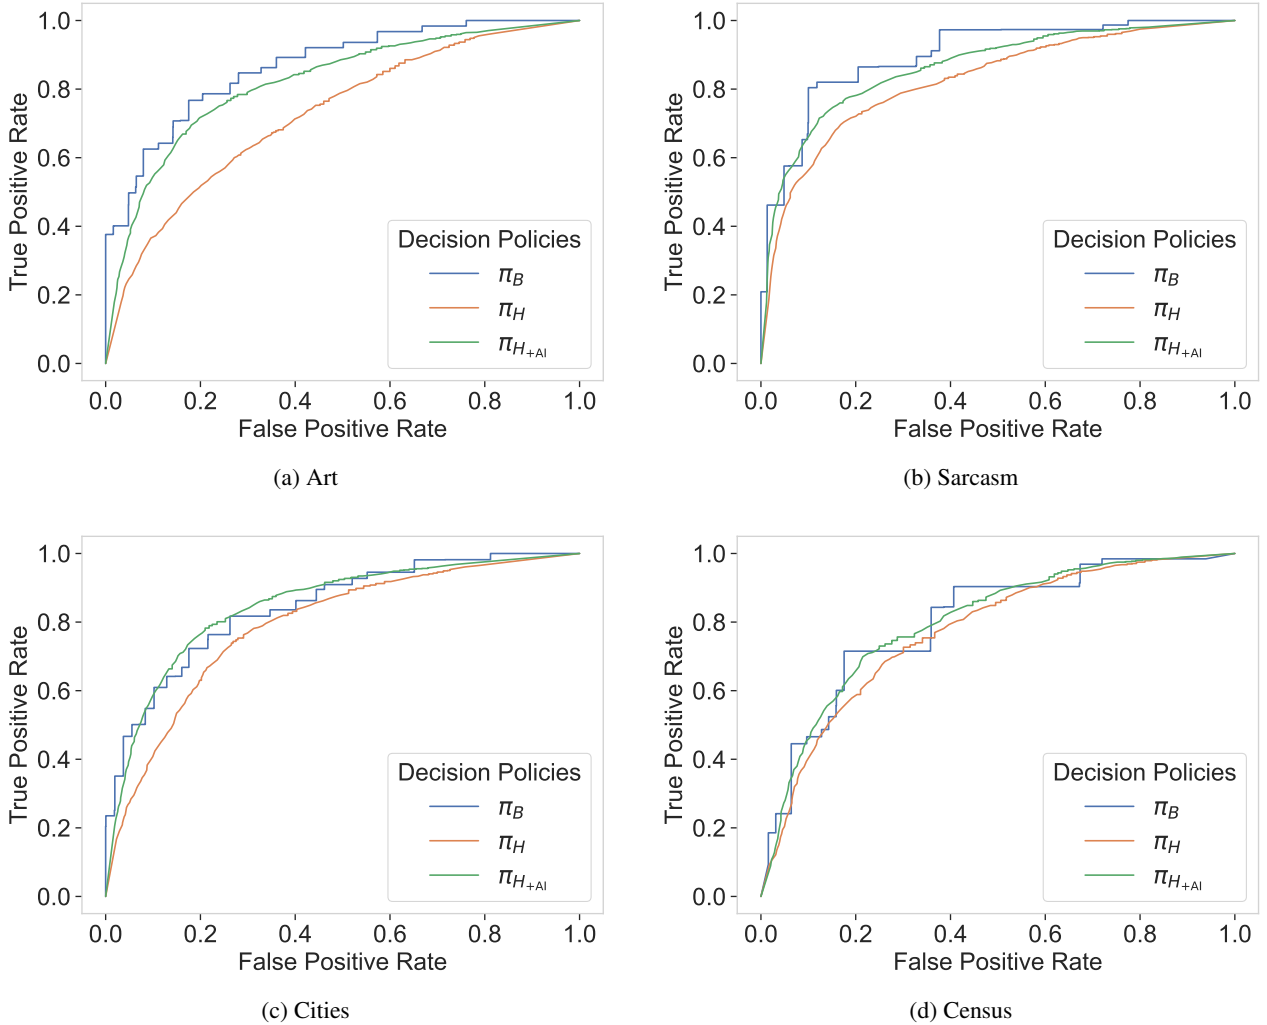 1.0
0.8
0.6
0.4
0.2
0.0
True Positive Rate
0.0 0.2 0.4 0.6 0.8 1.0
False Positive Rate
Decision Policies
π_B
π_H
π_H+AI
(a) Art
1.0
0.8
0.6
0.4
0.2
0.0
True Positive Rate
0.0 0.2 0.4 0.6 0.8 1.0
False Positive Rate
Decision Policies
π_B
π_H
π_H+AI
(b) Sarcasm
1.0
0.8
0.6
0.4
0.2
0.0
True Positive Rate
0.0 0.2 0.4 0.6 0.8 1.0
False Positive Rate
Decision Policies
π_B
π_H
π_H+AI
(c) Cities
1.0
0.8
0.6
0.4
0.2
0.0
True Positive Rate
0.0 0.2 0.4 0.6 0.8 1.0
False Positive Rate
Decision Policies
π_B
π_H
π_H+AI
(d) Census